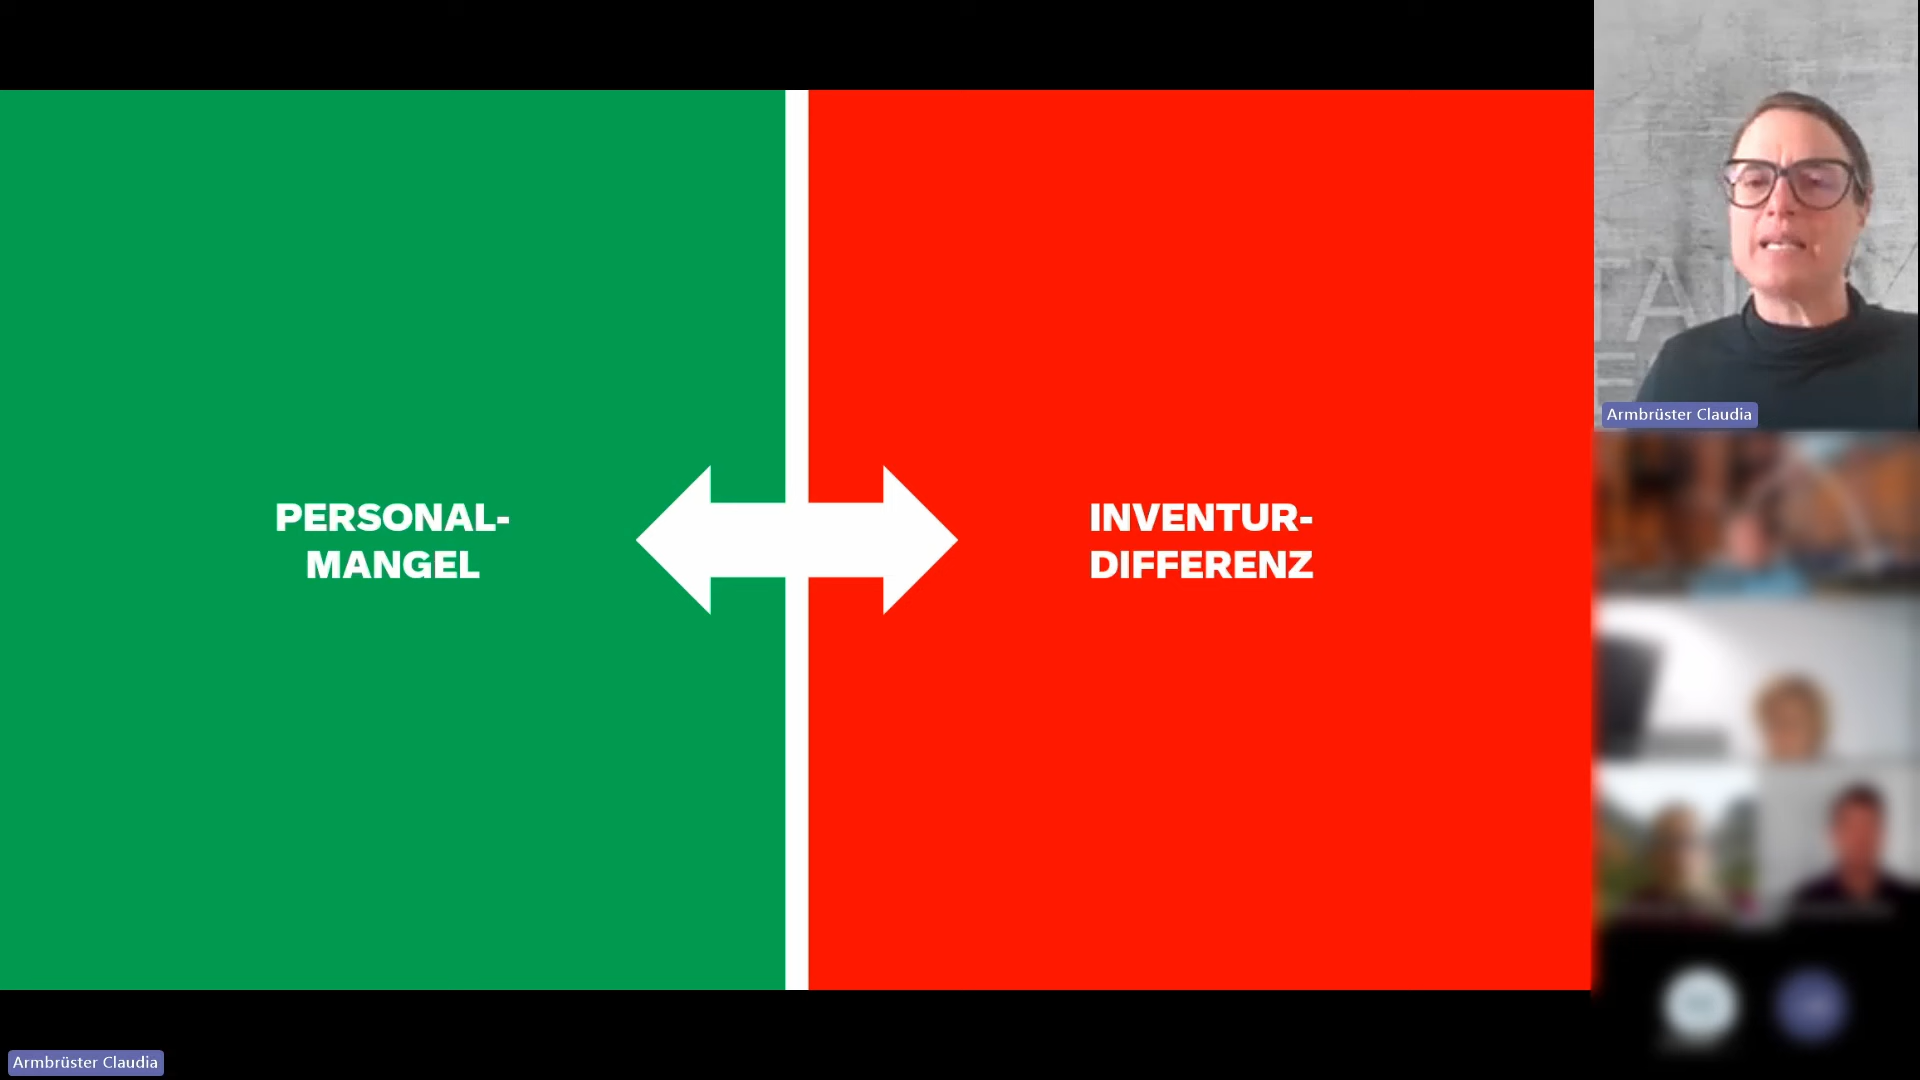 PERSONAL-
MANGEL
INVENTUR-
DIFFERENZ
Armbrüster Claudia
Armbrüster Claudia